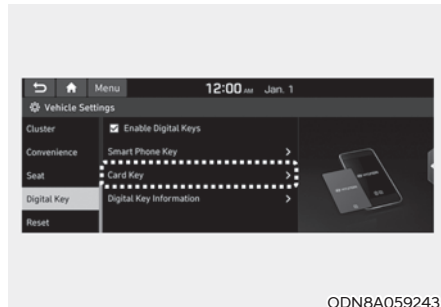 Menu 12:00 AM Jan. 1
Vehicle Settings
Cluster
Convenience
Seat
Digital Key
Reset
Enable Digital Keys
Smart Phone Key
Card Key
Digital Key Information
ODN8A059243